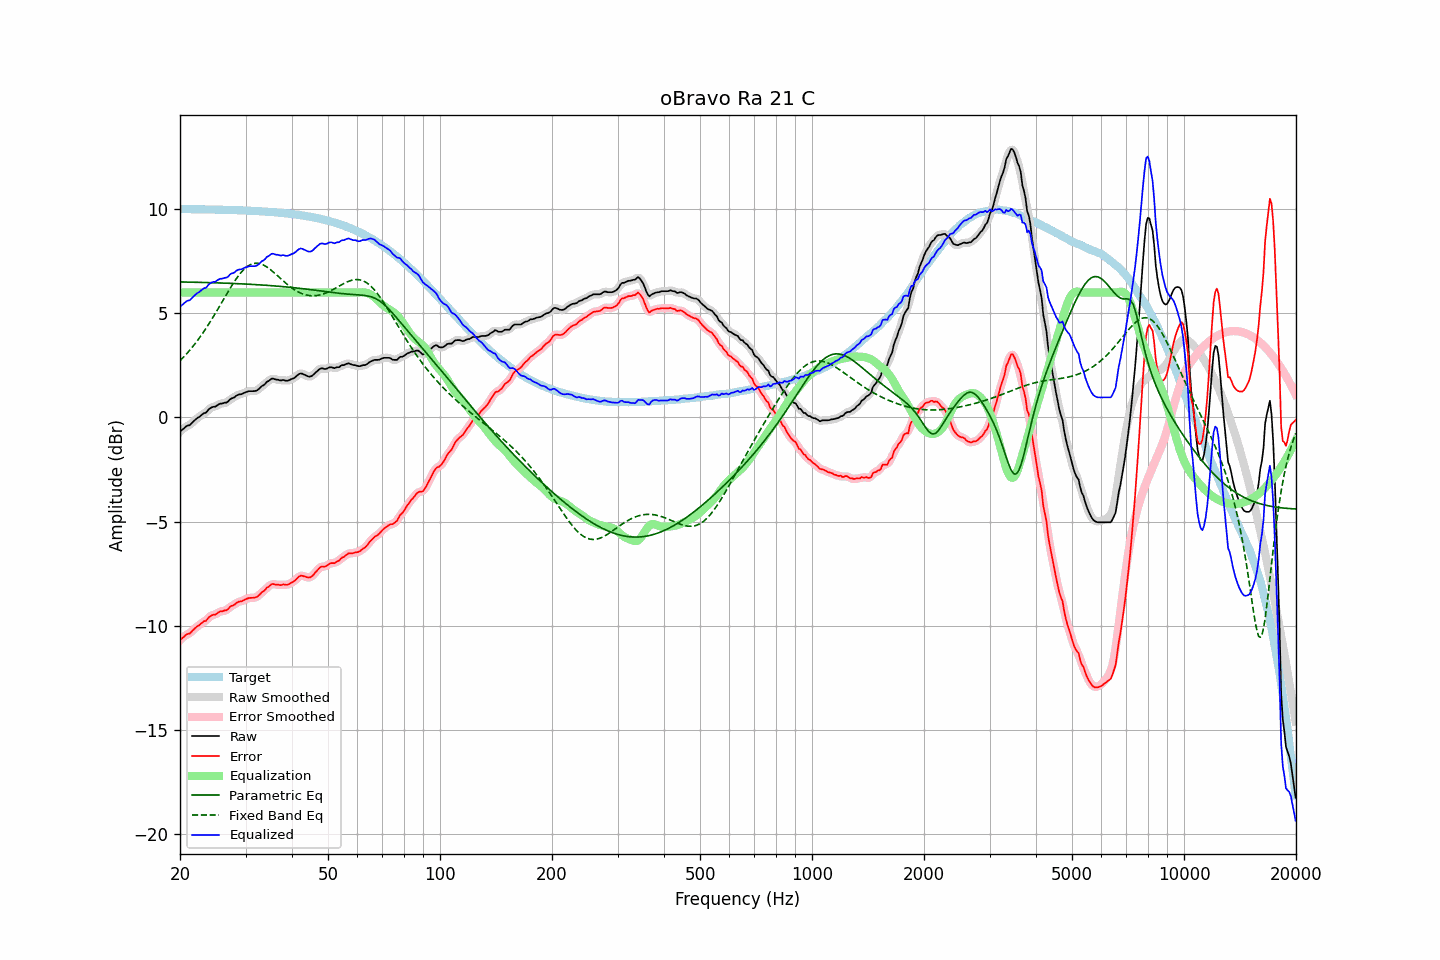 oBravo Ra 21 C
Amplitude (dBr)
10
5
0
−5
−10
−15
−20
Target
Raw Smoothed
Error Smoothed
Raw
Error
Equalization
Parametric Eq
Fixed Band Eq
Equalized
20 50 100 200 500 1000 2000 5000 10000 20000
Frequency (Hz)